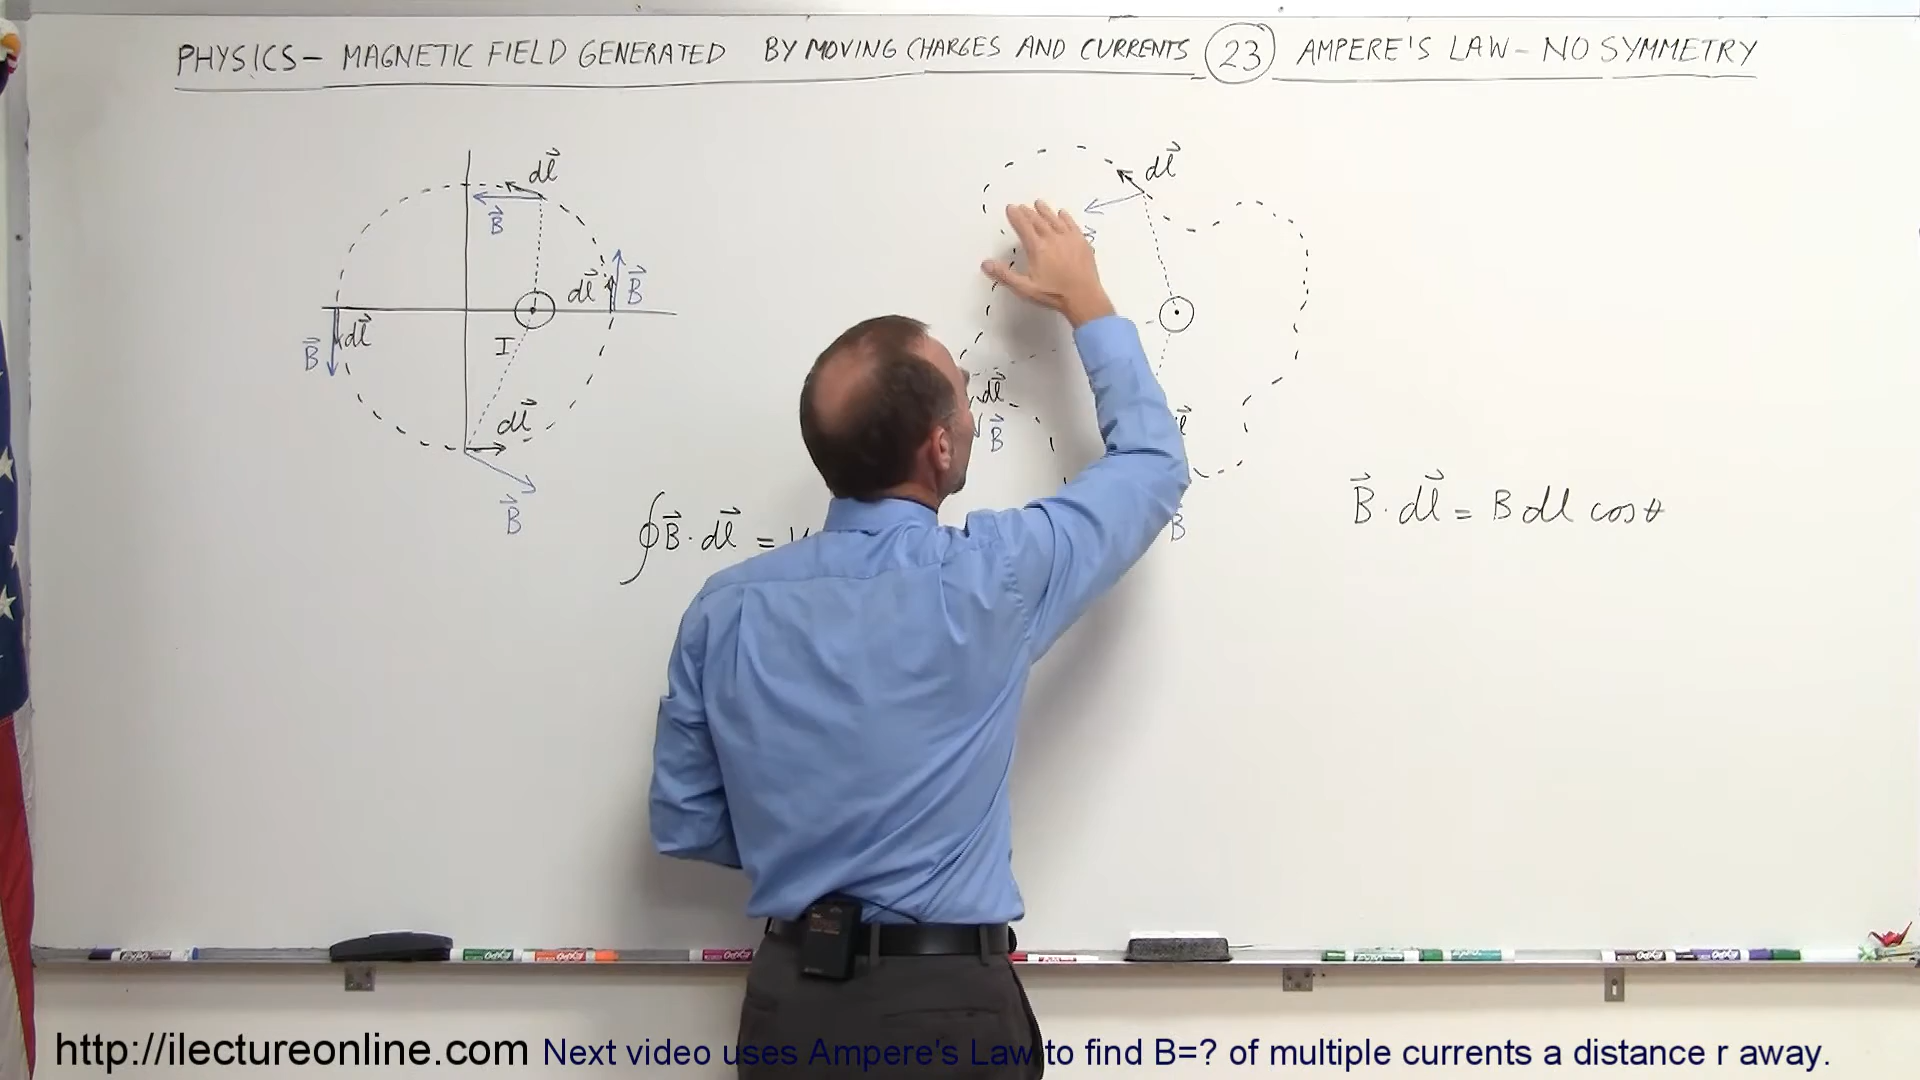 PHYSICS- MAGNETIC FIELD GENERATED BY MOVING CHARGES AND CURRENTS 23 AMPERE'S LAW - NO SYMMETRY
dl⃗
B⃗
dl⃗ B⃗
B⃗ dl⃗
I
dl⃗
B⃗
dl⃗
dl⃗
B⃗
B⃗
∮B⃗·dl⃗ =
B⃗·dl⃗ = B dl cos θ
http://ilectureonline.com Next video uses Ampere's Law to find B=? of multiple currents a distance r away.